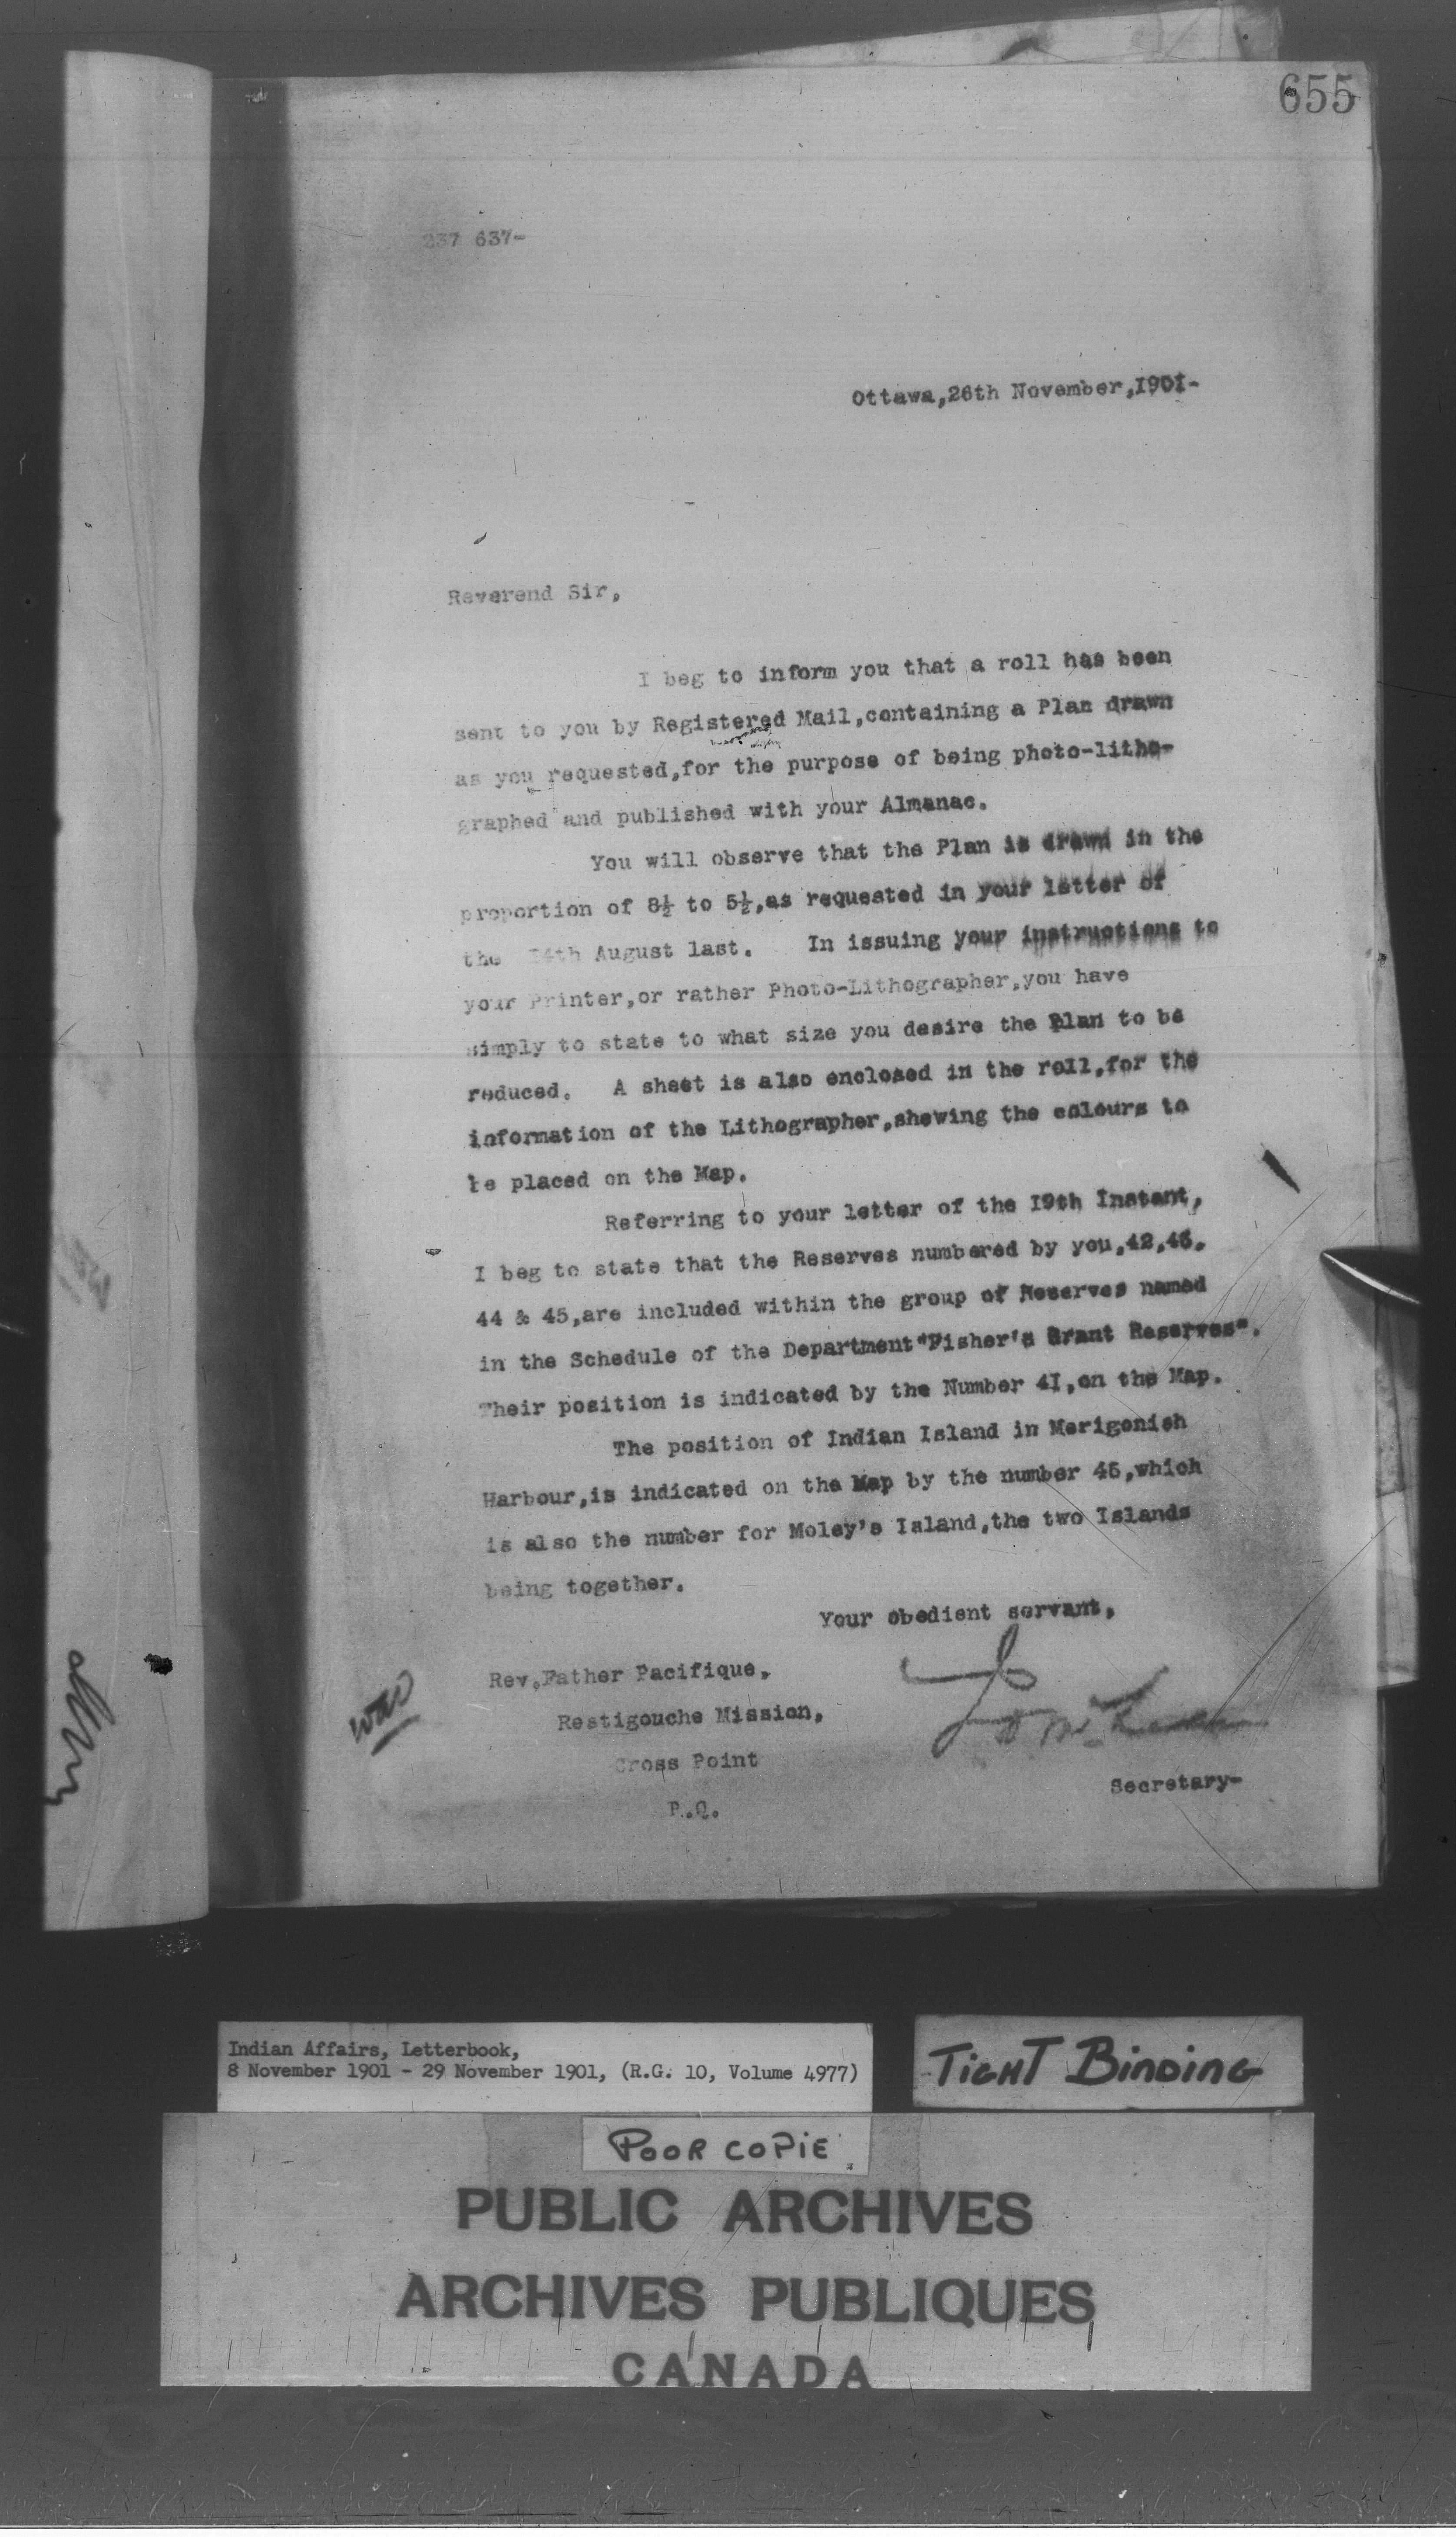 655
237 637-
Ottawa,26th November,1901-
Reverend Sir,
I beg to inform you that a roll has been
sent to you by Registered Mail,containing a Plan drawn
as you requested,for the purpose of being photo-litho-
graphed and published with your Almanac.
You will observe that the Plan is drawn in the
proportion of 8½ to 5½,as requested in your letter of
the 14th August last. In issuing your instructions to
your Printer,or rather Photo-Lithographer,you have
simply to state to what size you desire the Plan to be
reduced. A sheet is also enclosed in the roll,for the
information of the Lithographer,shewing the colours to
be placed on the Map.
Referring to your letter of the 19th Instant,
I beg to state that the Reserves numbered by you,42,43,
44 & 45,are included within the group of Reserves named
in the Schedule of the Department"Fisher's Grant Reserves".
Their position is indicated by the Number 41,on the Map.
The position of Indian Island in Merigonish
Harbour,is indicated on the Map by the number 46,which
is also the number for Moley's Island,the two Islands
being together.
Your obedient servant,
Rev.Father Pacifique,
Restigouche Mission,
Cross Point
P.Q.
J D McLean
Secretary-
Indian Affairs, Letterbook,
8 November 1901 - 29 November 1901, (R.G. 10, Volume 4977)
TIGHT BINDING
POOR COPIE
PUBLIC ARCHIVES
ARCHIVES PUBLIQUES
CANADA